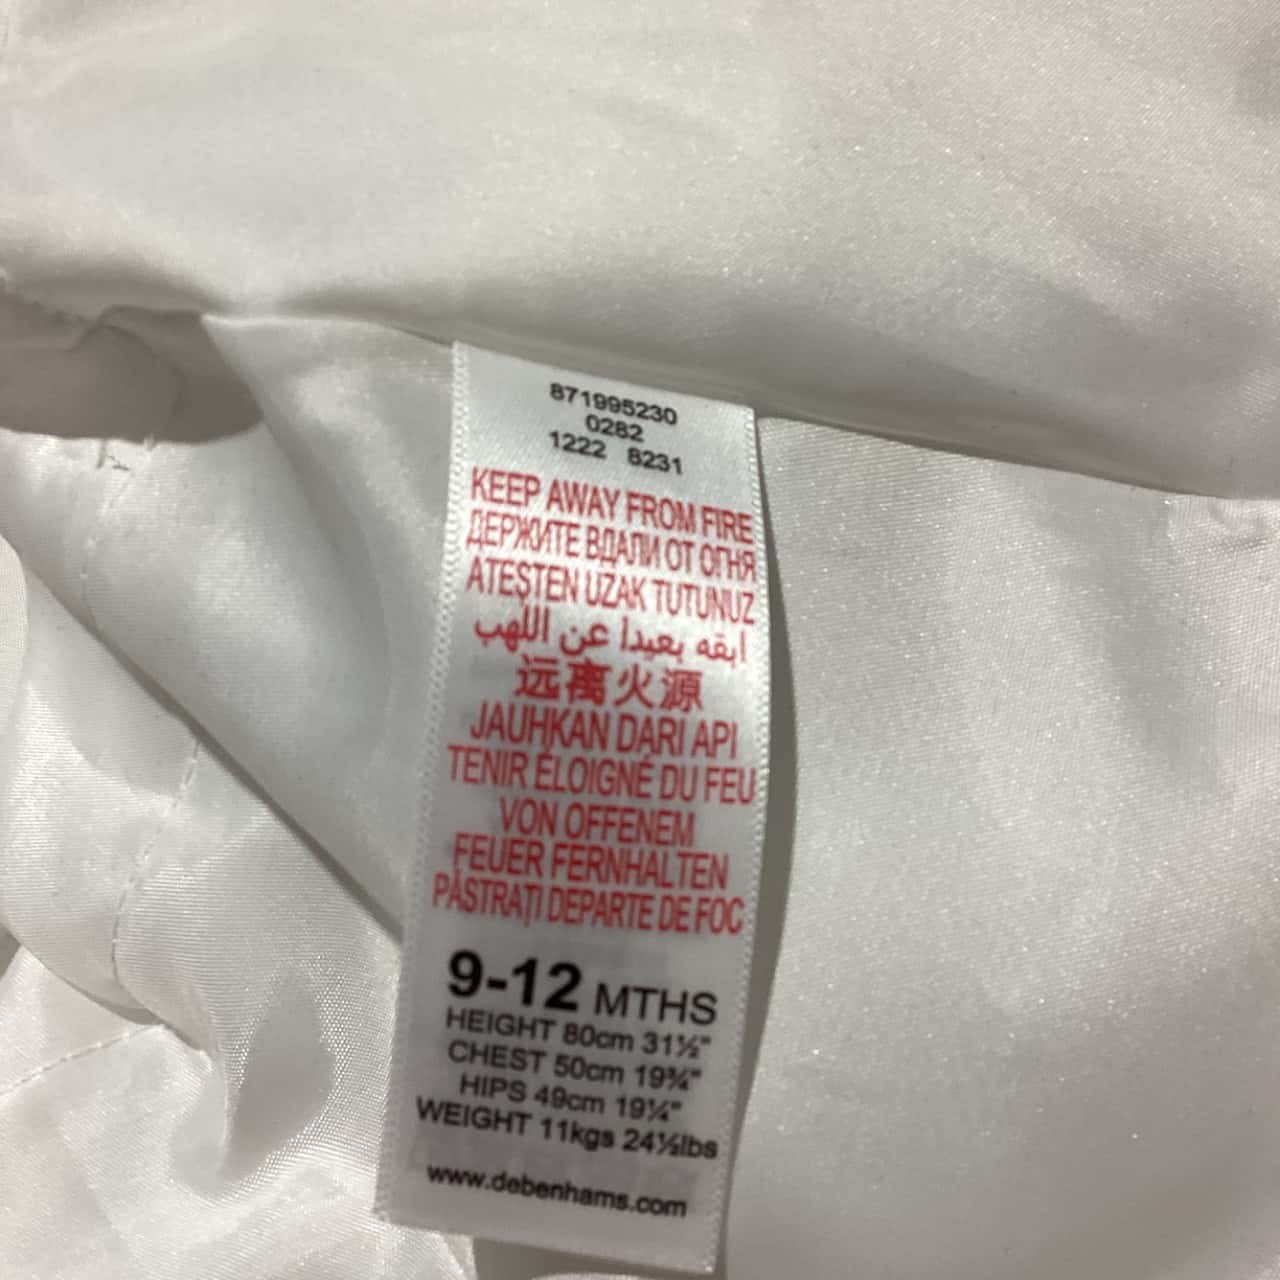 871995230
0282
1222 8231
KEEP AWAY FROM FIRE
ДЕРЖИТЕ ВДАЛИ ОТ ОГНЯ
ATEŞTEN UZAK TUTUNUZ
ابقه بعيدا عن اللهب
远离火源
JAUHKAN DARI API
TENIR ÉLOIGNÉ DU FEU
VON OFFENEM
FEUER FERNHALTEN
PĂSTRAȚI DEPARTE DE FOC
9-12 MTHS
HEIGHT 80cm 31½"
CHEST 50cm 19¾"
HIPS 49cm 19¼"
WEIGHT 11kgs 24½lbs
www.debenhams.com